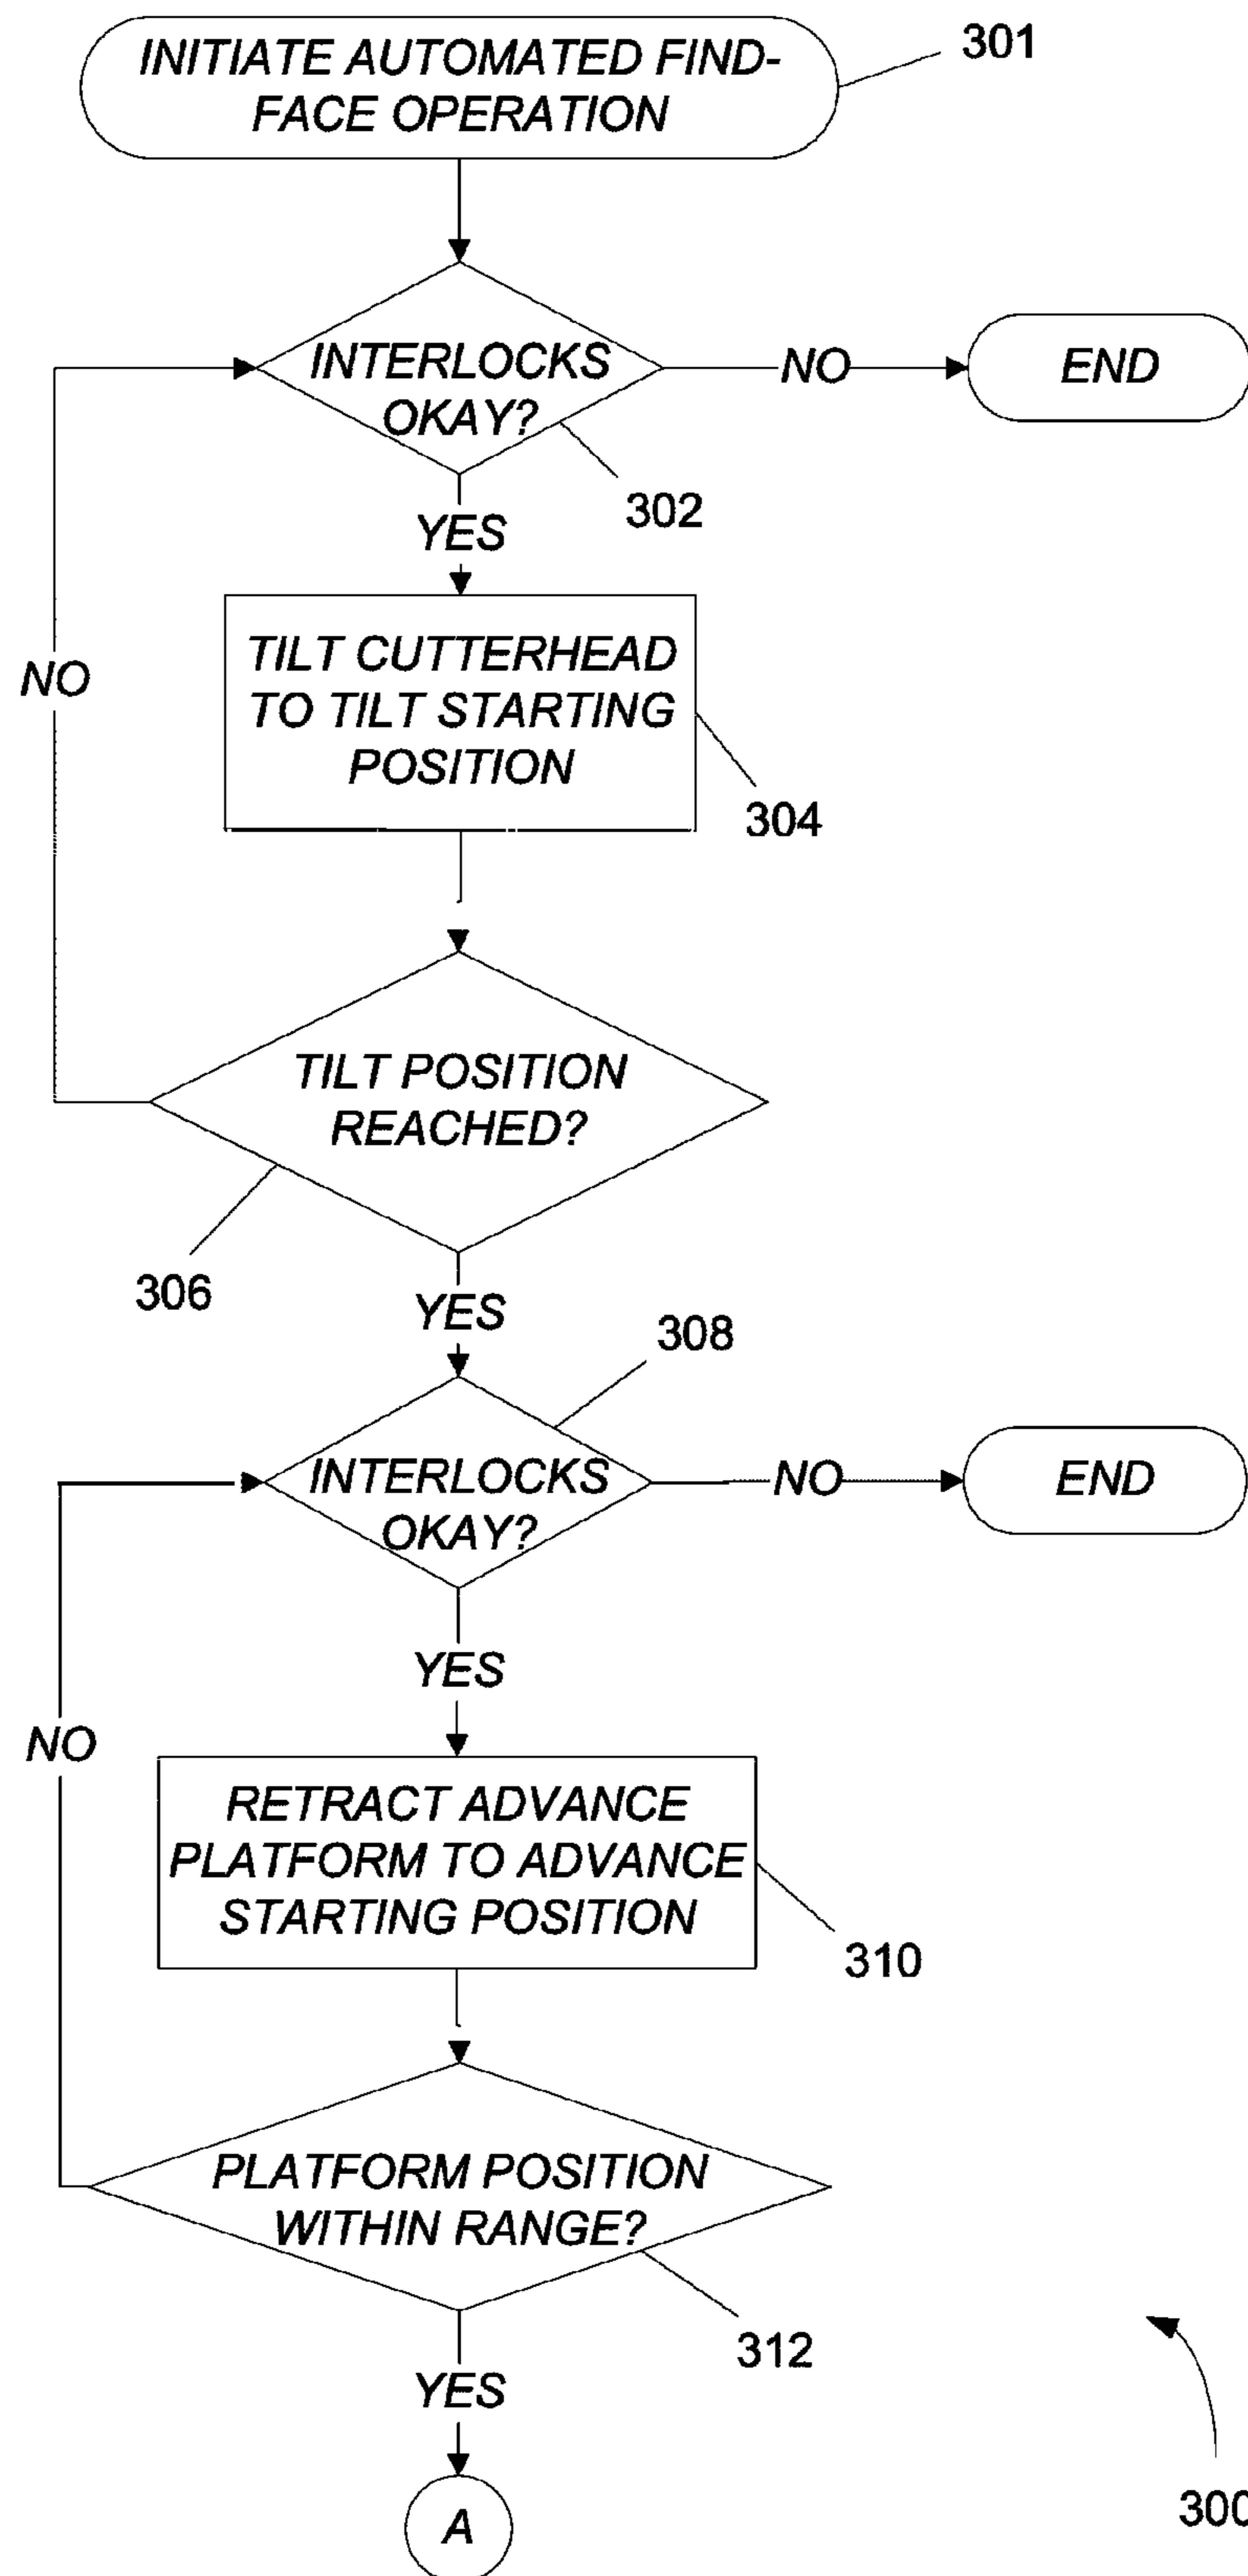 INITIATE AUTOMATED FIND-
FACE OPERATION
301
INTERLOCKS
OKAY?
NO
END
302
YES
TILT CUTTERHEAD
TO TILT STARTING
POSITION
NO
304
TILT POSITION
REACHED?
306
YES
308
INTERLOCKS
OKAY?
NO
END
YES
NO
RETRACT ADVANCE
PLATFORM TO ADVANCE
STARTING POSITION
310
PLATFORM POSITION
WITHIN RANGE?
312
YES
300
A